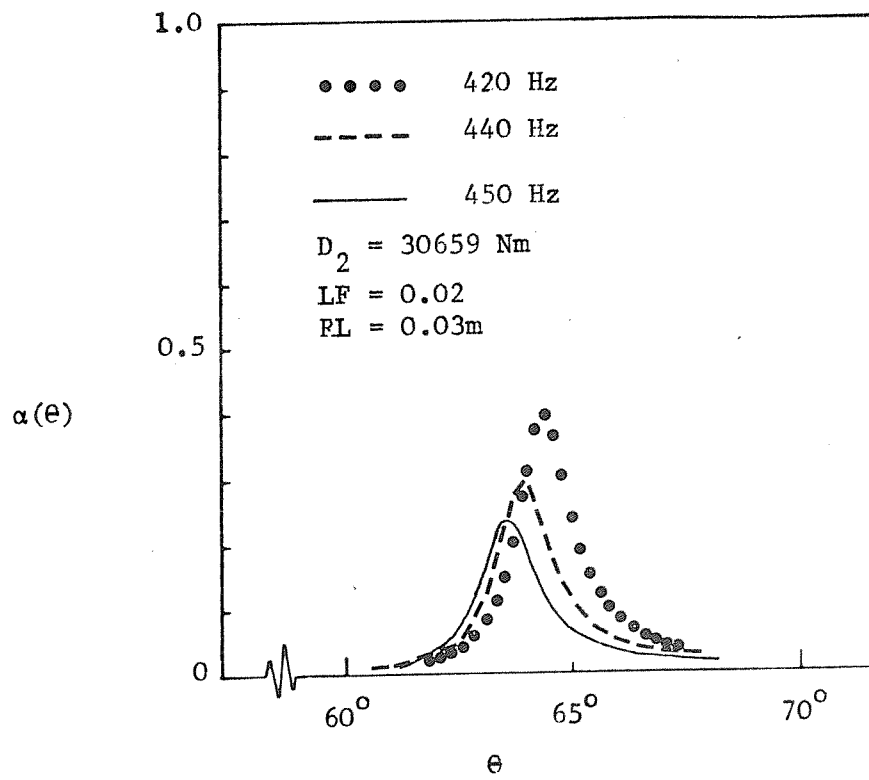 1.0
420 Hz
440 Hz
450 Hz
D2 = 30659 Nm
LF = 0.02
RL = 0.03m
0.5
α(θ)
0
60° 65° 70°
θ